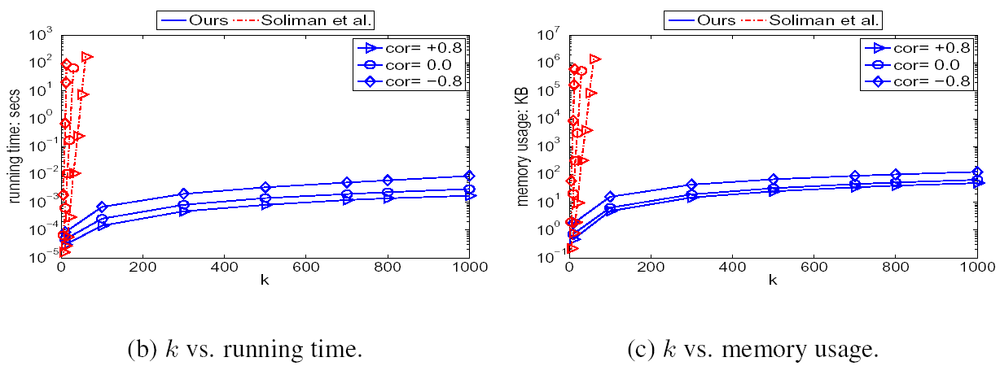 Ours Soliman et al.
running time: secs
10^3
10^2
10^1
10^0
10^-1
10^-2
10^-3
10^-4
10^-5
cor= +0.8
cor= 0.0
cor= −0.8
0 200 400 600 800 1000
k
(b) k vs. running time.
Ours Soliman et al.
memory usage: KB
10^7
10^6
10^5
10^4
10^3
10^2
10^1
10^0
10^-1
cor= +0.8
cor= 0.0
cor= −0.8
0 200 400 600 800 1000
k
(c) k vs. memory usage.